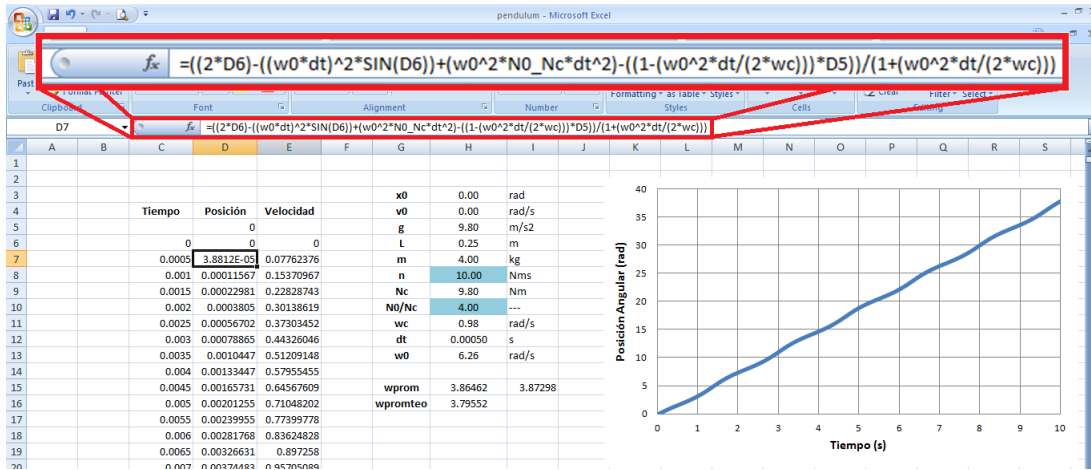 pendulum - Microsoft Excel
fx =((2*D6)-((w0*dt)^2*SIN(D6))+(w0^2*N0_Nc*dt^2)-((1-(w0^2*dt/(2*wc)))*D5))/(1+(w0^2*dt/(2*wc)))
Past
Format Painter
Formatting as Table Styles
Clear Filter Select
Clipboard Font Alignment Number Styles Cells Editing
D7 fx =((2*D6)-((w0*dt)^2*SIN(D6))+(w0^2*N0_Nc*dt^2)-((1-(w0^2*dt/(2*wc)))*D5))/(1+(w0^2*dt/(2*wc)))
A B C D E F G H I J K L M N O P Q R S
1
2
3 x0 0.00 rad
4 Tiempo Posición Velocidad v0 0.00 rad/s
5 0 g 9.80 m/s2
6 0 0 0 L 0.25 m
7 0.0005 3.8812E-05 0.07762376 m 4.00 kg
8 0.001 0.00011567 0.15370967 n 10.00 Nms
9 0.0015 0.00022981 0.22828743 Nc 9.80 Nm
10 0.002 0.0003805 0.30138619 N0/Nc 4.00 ---
11 0.0025 0.00056702 0.37303452 wc 0.98 rad/s
12 0.003 0.00078865 0.44326046 dt 0.00050 s
13 0.0035 0.0010447 0.51209148 w0 6.26 rad/s
14 0.004 0.00133447 0.57955455
15 0.0045 0.00165731 0.64567609 wprom 3.86462 3.87298
16 0.005 0.00201255 0.71048202 wpromteo 3.79552
17 0.0055 0.00239955 0.77399778
18 0.006 0.00281768 0.83624828
19 0.0065 0.00326631 0.897258
20 0.007 0.00374483 0.95705089
Posición Angular (rad)
40
35
30
25
20
15
10
5
0
0 1 2 3 4 5 6 7 8 9 10
Tiempo (s)